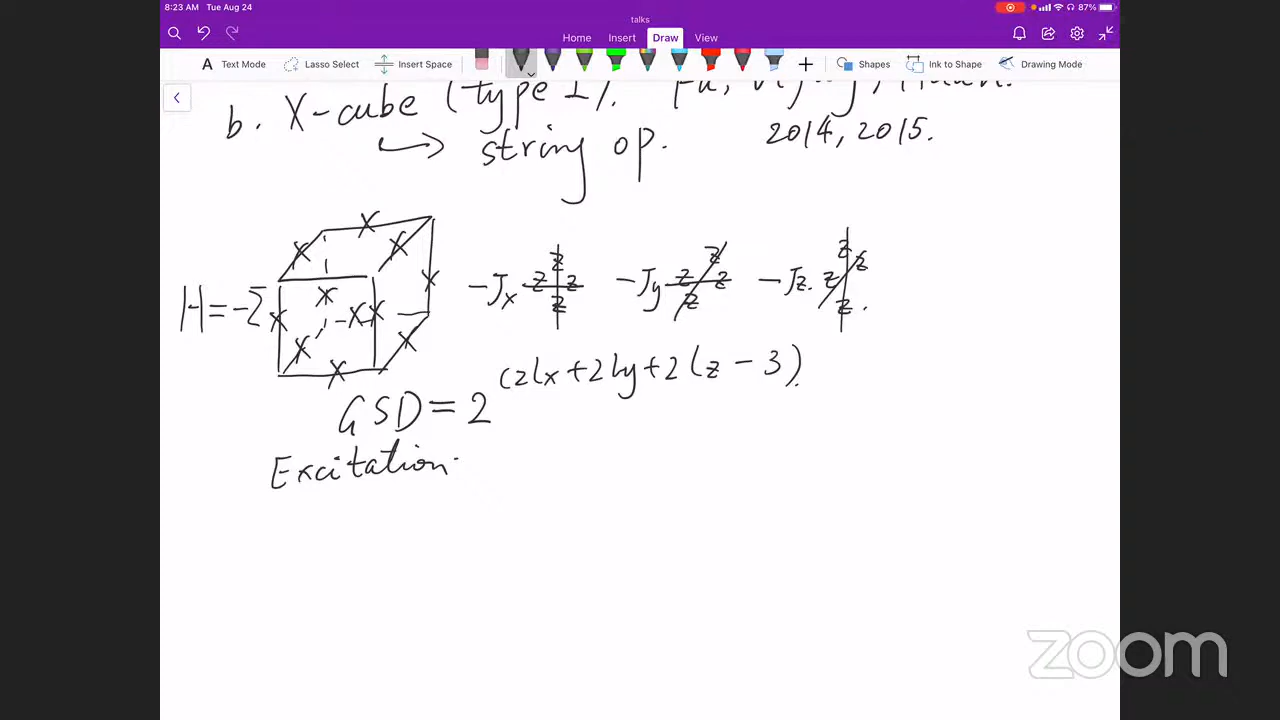 8:23 AM Tue Aug 24
talks
87%
Home Insert Draw View
Text Mode Lasso Select Insert Space Shapes Ink to Shape Drawing Mode
b. X-cube (type I).
2014, 2015.
↪ string op.
H = -Σ X X X X X X X X X X X X - Jx Z Z Z Z - Jy Z Z Z Z - Jz. Z Z Z Z.
GSD = 2^(2Lx + 2Ly + 2Lz - 3).
Excitation.
zoom